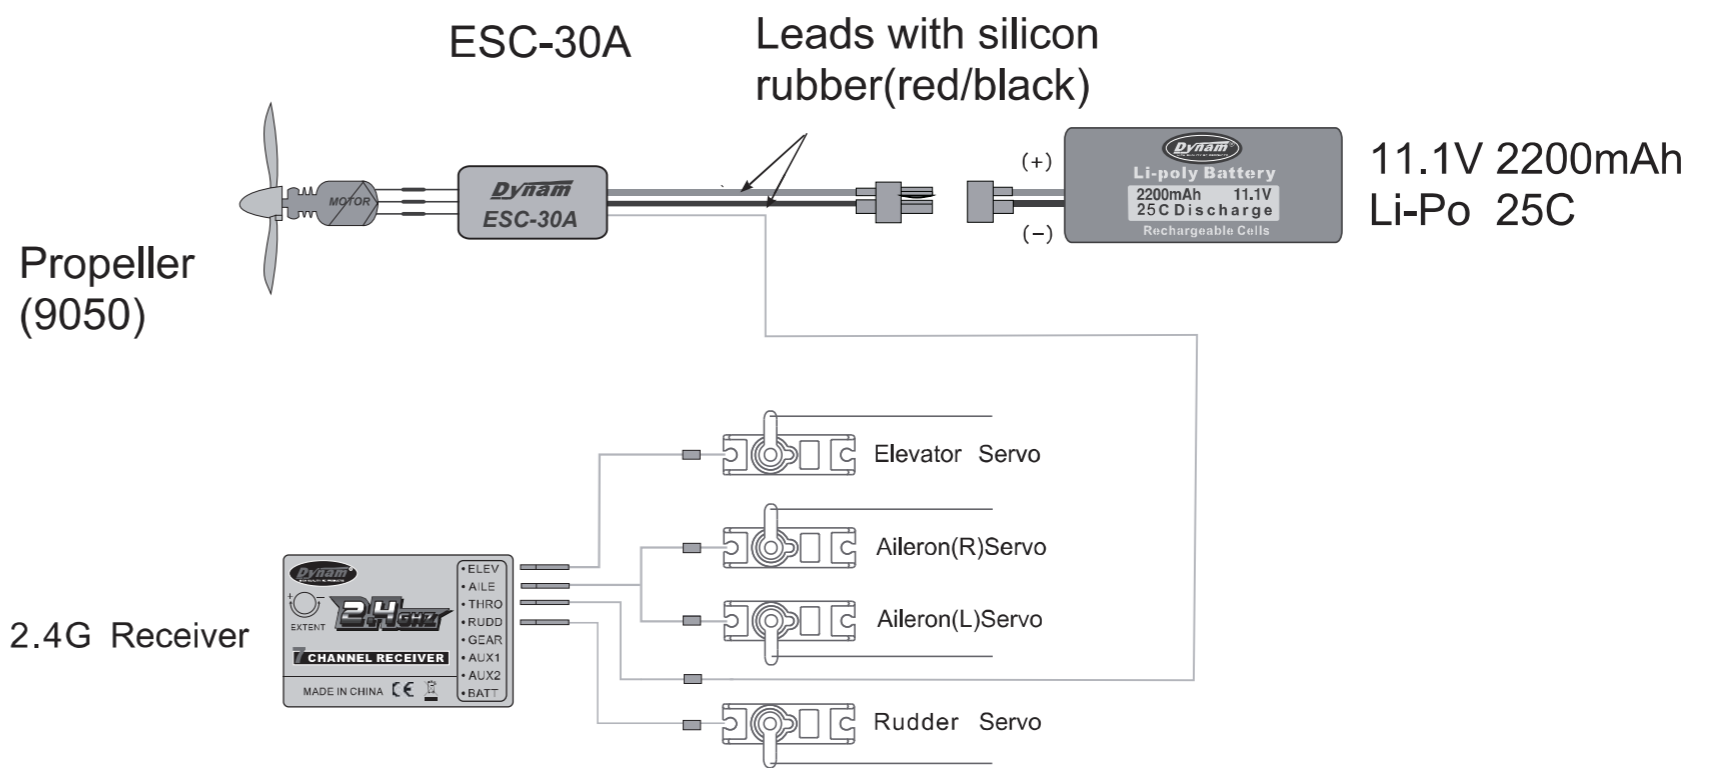 ESC-30A
Leads with silicon
rubber(red/black)
Propeller
(9050)
MOTOR
Dynam
ESC-30A
(+)
(−)
Dynam
Li-poly Battery
2200mAh 11.1V
25C Discharge
Rechargeable Cells
11.1V 2200mAh
Li-Po 25C
Elevator Servo
Aileron(R)Servo
Aileron(L)Servo
Rudder Servo
2.4G Receiver
Dynam
+ −
EXTENT
2.4GHZ
7 CHANNEL RECEIVER
MADE IN CHINA CE
• ELEV
• AILE
• THRO
• RUDD
• GEAR
• AUX1
• AUX2
• BATT